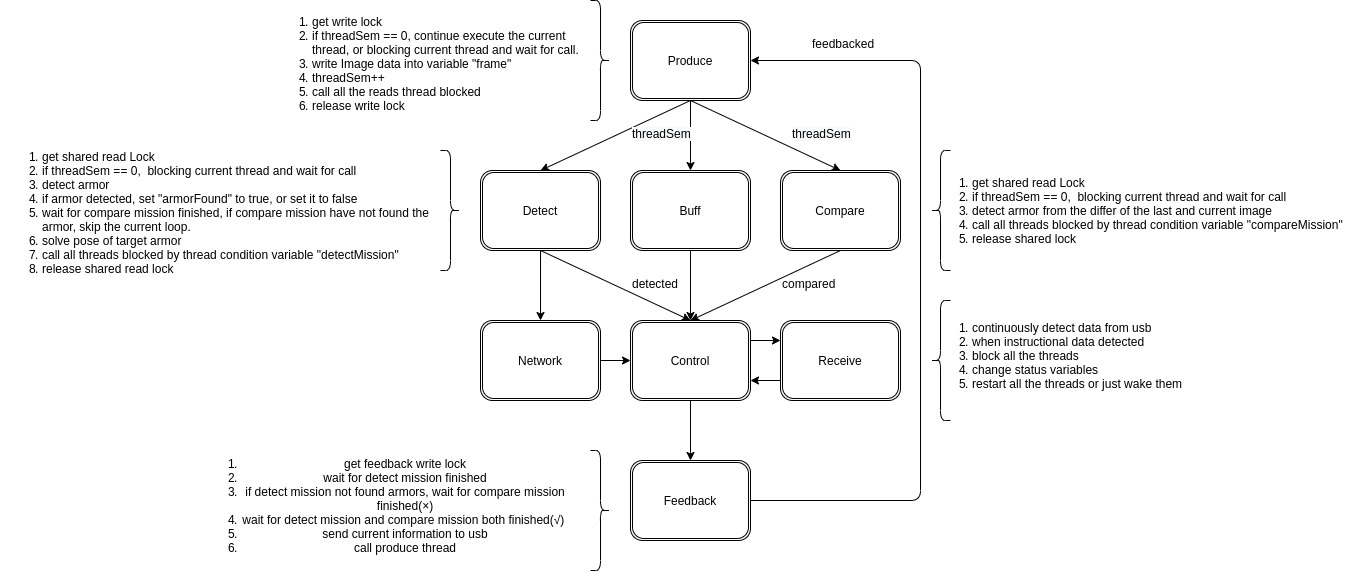 1. get write lock
2. if threadSem == 0, continue execute the current
thread, or blocking current thread and wait for call.
3. write Image data into variable "frame"
4. threadSem++
5. call all the reads thread blocked
6. release write lock
Produce
feedbacked
threadSem
threadSem
1. get shared read Lock
2. if threadSem == 0,  blocking current thread and wait for call
3. detect armor
4. if armor detected, set "armorFound" to true, or set it to false
5. wait for compare mission finished, if compare mission have not found the
armor, skip the current loop.
6. solve pose of target armor
7. call all threads blocked by thread condition variable "detectMission"
8. release shared read lock
Detect
Buff
Compare
1. get shared read Lock
2. if threadSem == 0,  blocking current thread and wait for call
3. detect armor from the differ of the last and current image
4. call all threads blocked by thread condition variable "compareMission"
5. release shared lock
detected
compared
Network
Control
Receive
1. continuously detect data from usb
2. when instructional data detected
3. block all the threads
4. change status variables
5. restart all the threads or just wake them
1. get feedback write lock
2. wait for detect mission finished
3. if detect mission not found armors, wait for compare mission
finished(×)
4. wait for detect mission and compare mission both finished(√)
5. send current information to usb
6. call produce thread
Feedback